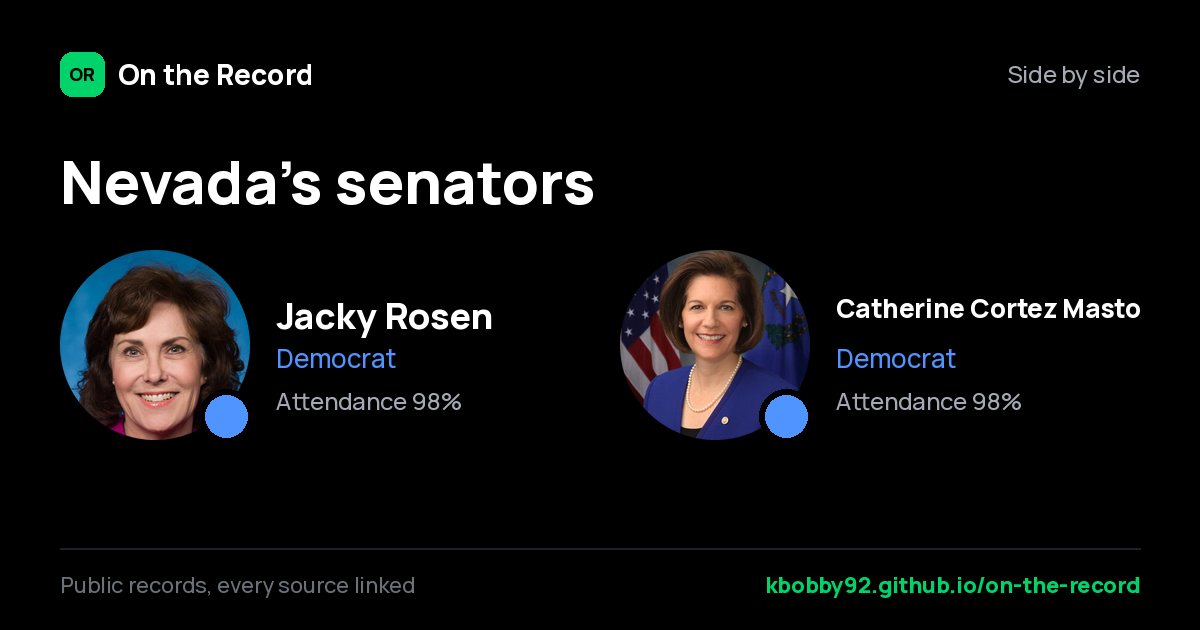 OR On the Record
Side by side
Nevada’s senators
Jacky Rosen
Democrat
Attendance 98%
Catherine Cortez Masto
Democrat
Attendance 98%
Public records, every source linked
kbobby92.github.io/on-the-record